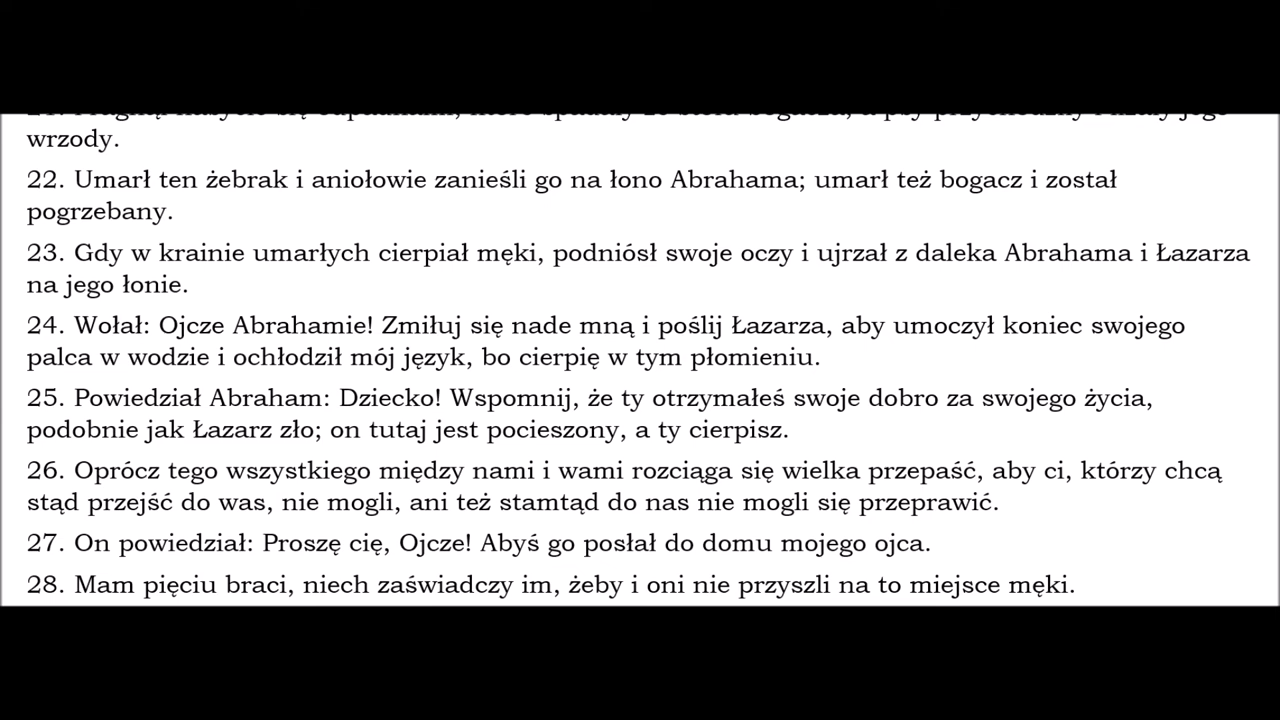 wrzody.
22. Umarł ten żebrak i aniołowie zanieśli go na łono Abrahama; umarł też bogacz i został
pogrzebany.
23. Gdy w krainie umarłych cierpiał męki, podniósł swoje oczy i ujrzał z daleka Abrahama i Łazarza
na jego łonie.
24. Wołał: Ojcze Abrahamie! Zmiłuj się nade mną i poślij Łazarza, aby umoczył koniec swojego
palca w wodzie i ochłodził mój język, bo cierpię w tym płomieniu.
25. Powiedział Abraham: Dziecko! Wspomnij, że ty otrzymałeś swoje dobro za swojego życia,
podobnie jak Łazarz zło; on tutaj jest pocieszony, a ty cierpisz.
26. Oprócz tego wszystkiego między nami i wami rozciąga się wielka przepaść, aby ci, którzy chcą
stąd przejść do was, nie mogli, ani też stamtąd do nas nie mogli się przeprawić.
27. On powiedział: Proszę cię, Ojcze! Abyś go posłał do domu mojego ojca.
28. Mam pięciu braci, niech zaświadczy im, żeby i oni nie przyszli na to miejsce męki.